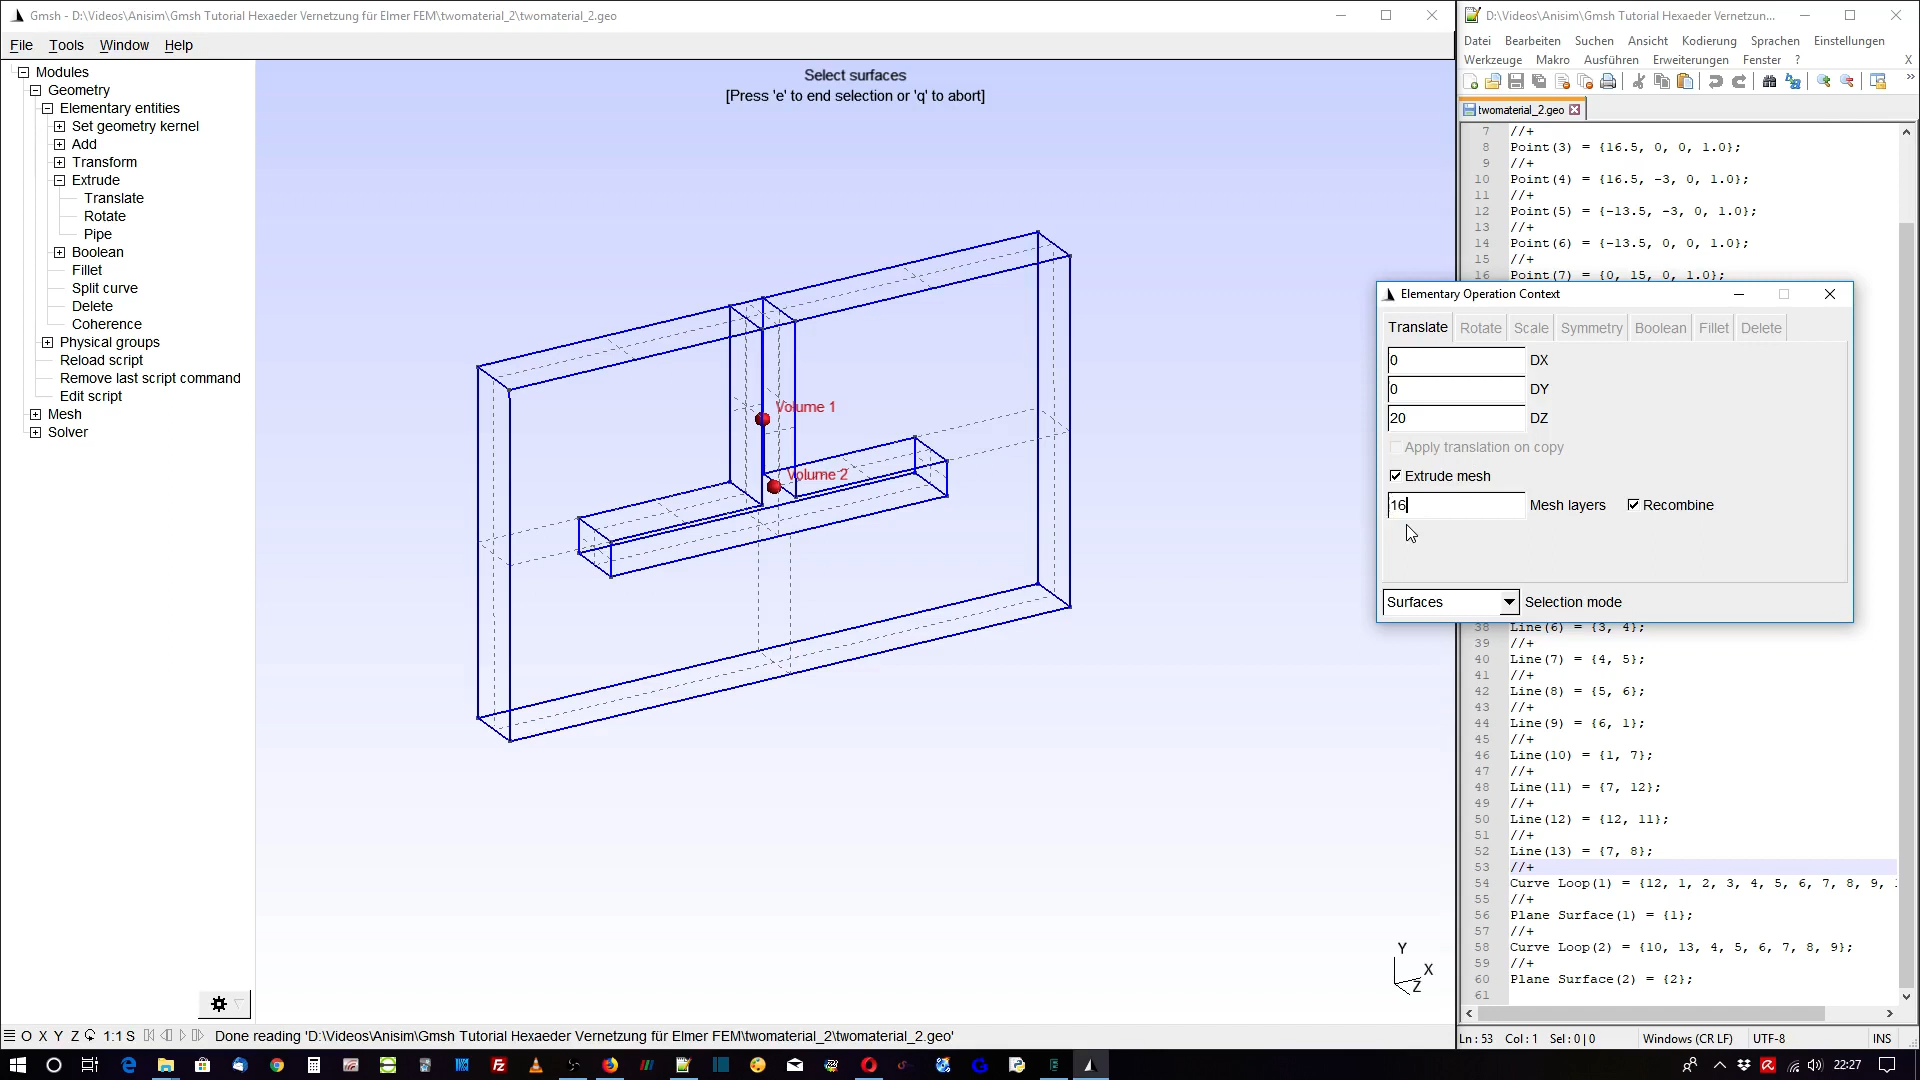 Gmsh - D:\Videos\Anisim\Gmsh Tutorial Hexaeder Vernetzung für Elmer FEM\twomaterial_2\twomaterial_2.geo
File Tools Window Help
Modules
Geometry
Elementary entities
Set geometry kernel
Add
Transform
Extrude
Translate
Rotate
Pipe
Boolean
Fillet
Split curve
Delete
Coherence
Physical groups
Reload script
Remove last script command
Edit script
Mesh
Solver
Select surfaces
[Press 'e' to end selection or 'q' to abort]
Volume 1
Volume 2
Y
X
Z
O X Y Z 1:1 S Done reading 'D:\Videos\Anisim\Gmsh Tutorial Hexaeder Vernetzung für Elmer FEM\twomaterial_2\twomaterial_2.geo'
D:\Videos\Anisim\Gmsh Tutorial Hexaeder Vernetzun...
Datei Bearbeiten Suchen Ansicht Kodierung Sprachen Einstellungen
Werkzeuge Makro Ausführen Erweiterungen Fenster ? X
twomaterial_2.geo
7 //+
8 Point(3) = {16.5, 0, 0, 1.0};
9 //+
10 Point(4) = {16.5, -3, 0, 1.0};
11 //+
12 Point(5) = {-13.5, -3, 0, 1.0};
13 //+
14 Point(6) = {-13.5, 0, 0, 1.0};
15 //+
16 Point(7) = {0, 15, 0, 1.0};
Elementary Operation Context
Translate Rotate Scale Symmetry Boolean Fillet Delete
0 DX
0 DY
20 DZ
Apply translation on copy
Extrude mesh
16 Mesh layers Recombine
Surfaces Selection mode
38 Line(6) = {3, 4};
39 //+
40 Line(7) = {4, 5};
41 //+
42 Line(8) = {5, 6};
43 //+
44 Line(9) = {6, 1};
45 //+
46 Line(10) = {1, 7};
47 //+
48 Line(11) = {7, 12};
49 //+
50 Line(12) = {12, 11};
51 //+
52 Line(13) = {7, 8};
53 //+
54 Curve Loop(1) = {12, 1, 2, 3, 4, 5, 6, 7, 8, 9,
55 //+
56 Plane Surface(1) = {1};
57 //+
58 Curve Loop(2) = {10, 13, 4, 5, 6, 7, 8, 9};
59 //+
60 Plane Surface(2) = {2};
61
Ln : 53 Col : 1 Sel : 0 | 0 Windows (CR LF) UTF-8 INS
22:27